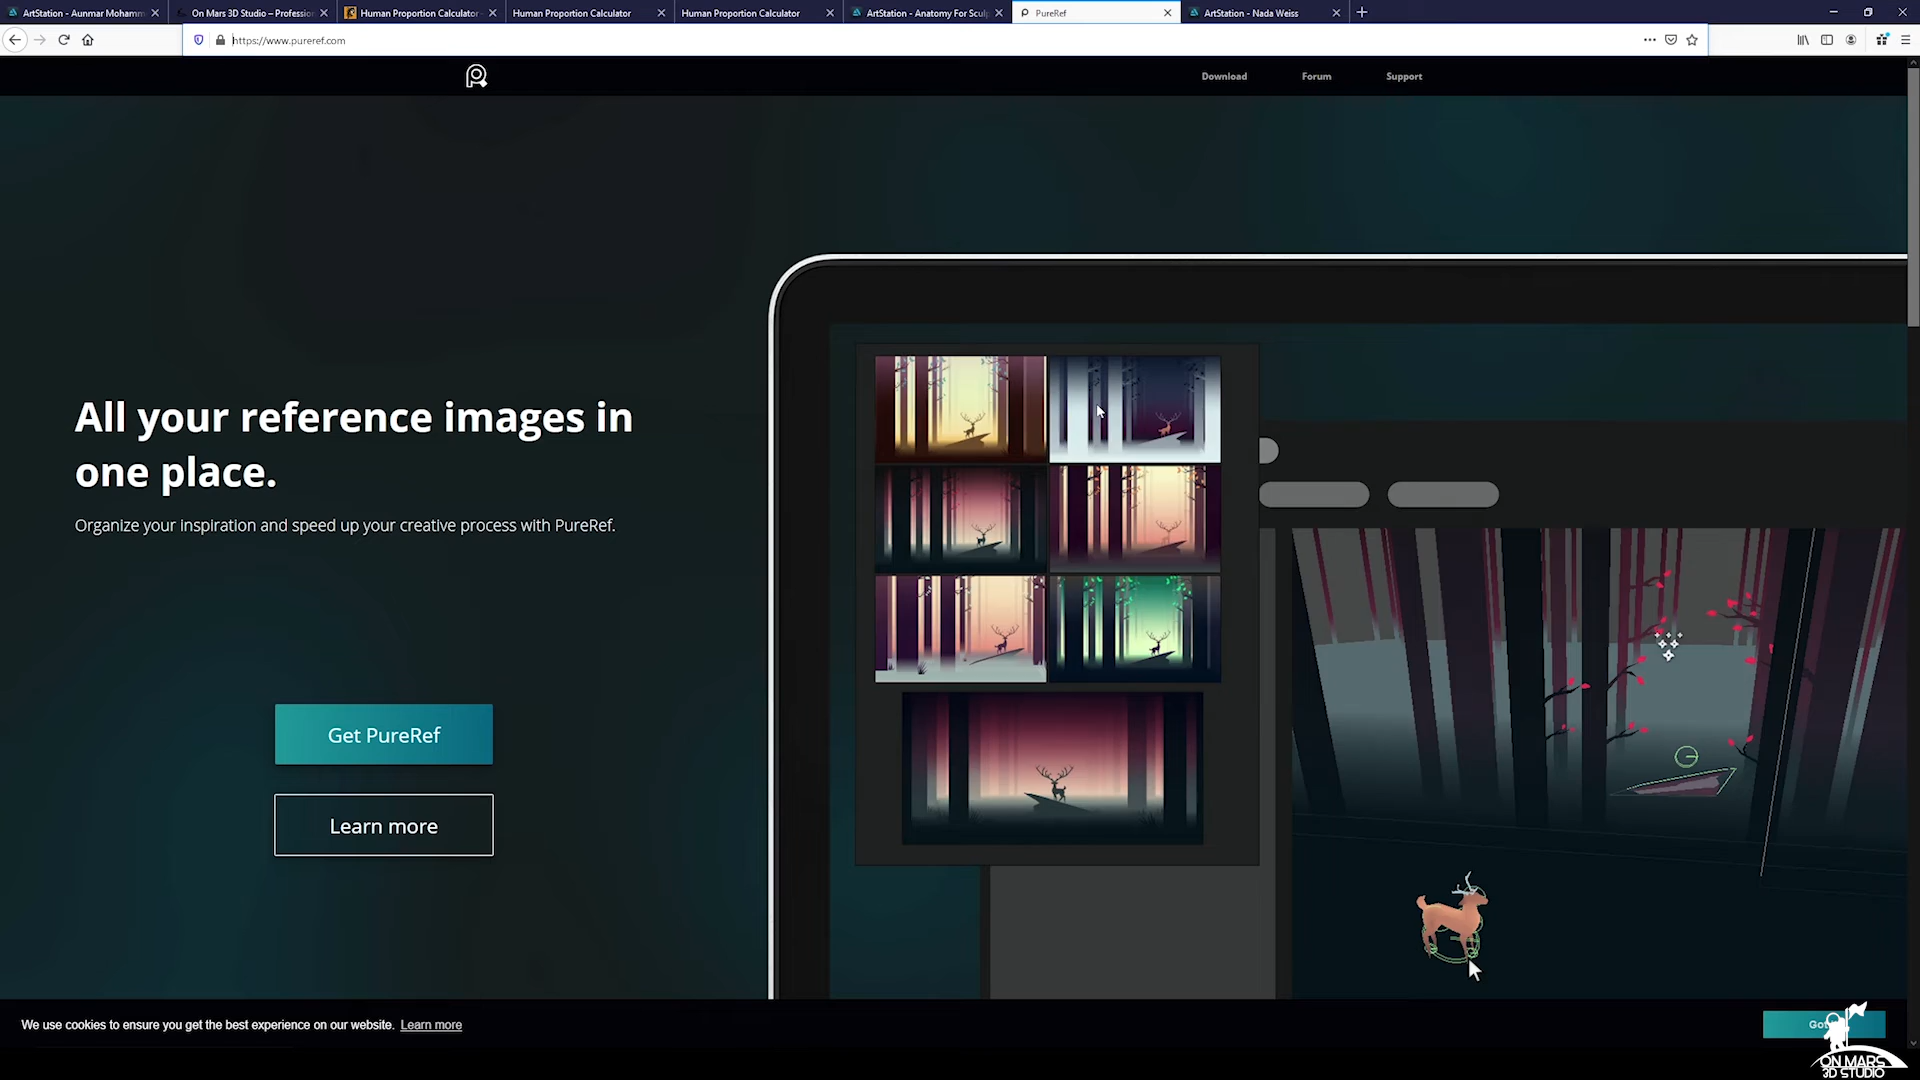 ArtStation - Aunmar Mohamm
On Mars 3D Studio – Profession
Human Proportion Calculator
Human Proportion Calculator
Human Proportion Calculator
ArtStation - Anatomy For Sculp
PureRef
ArtStation - Nada Weiss
https://www.pureref.com
Download
Forum
Support
All your reference images in
one place.
Organize your inspiration and speed up your creative process with PureRef.
Get PureRef
Learn more
We use cookies to ensure you get the best experience on our website. Learn more
ON MARS
3D STUDIO